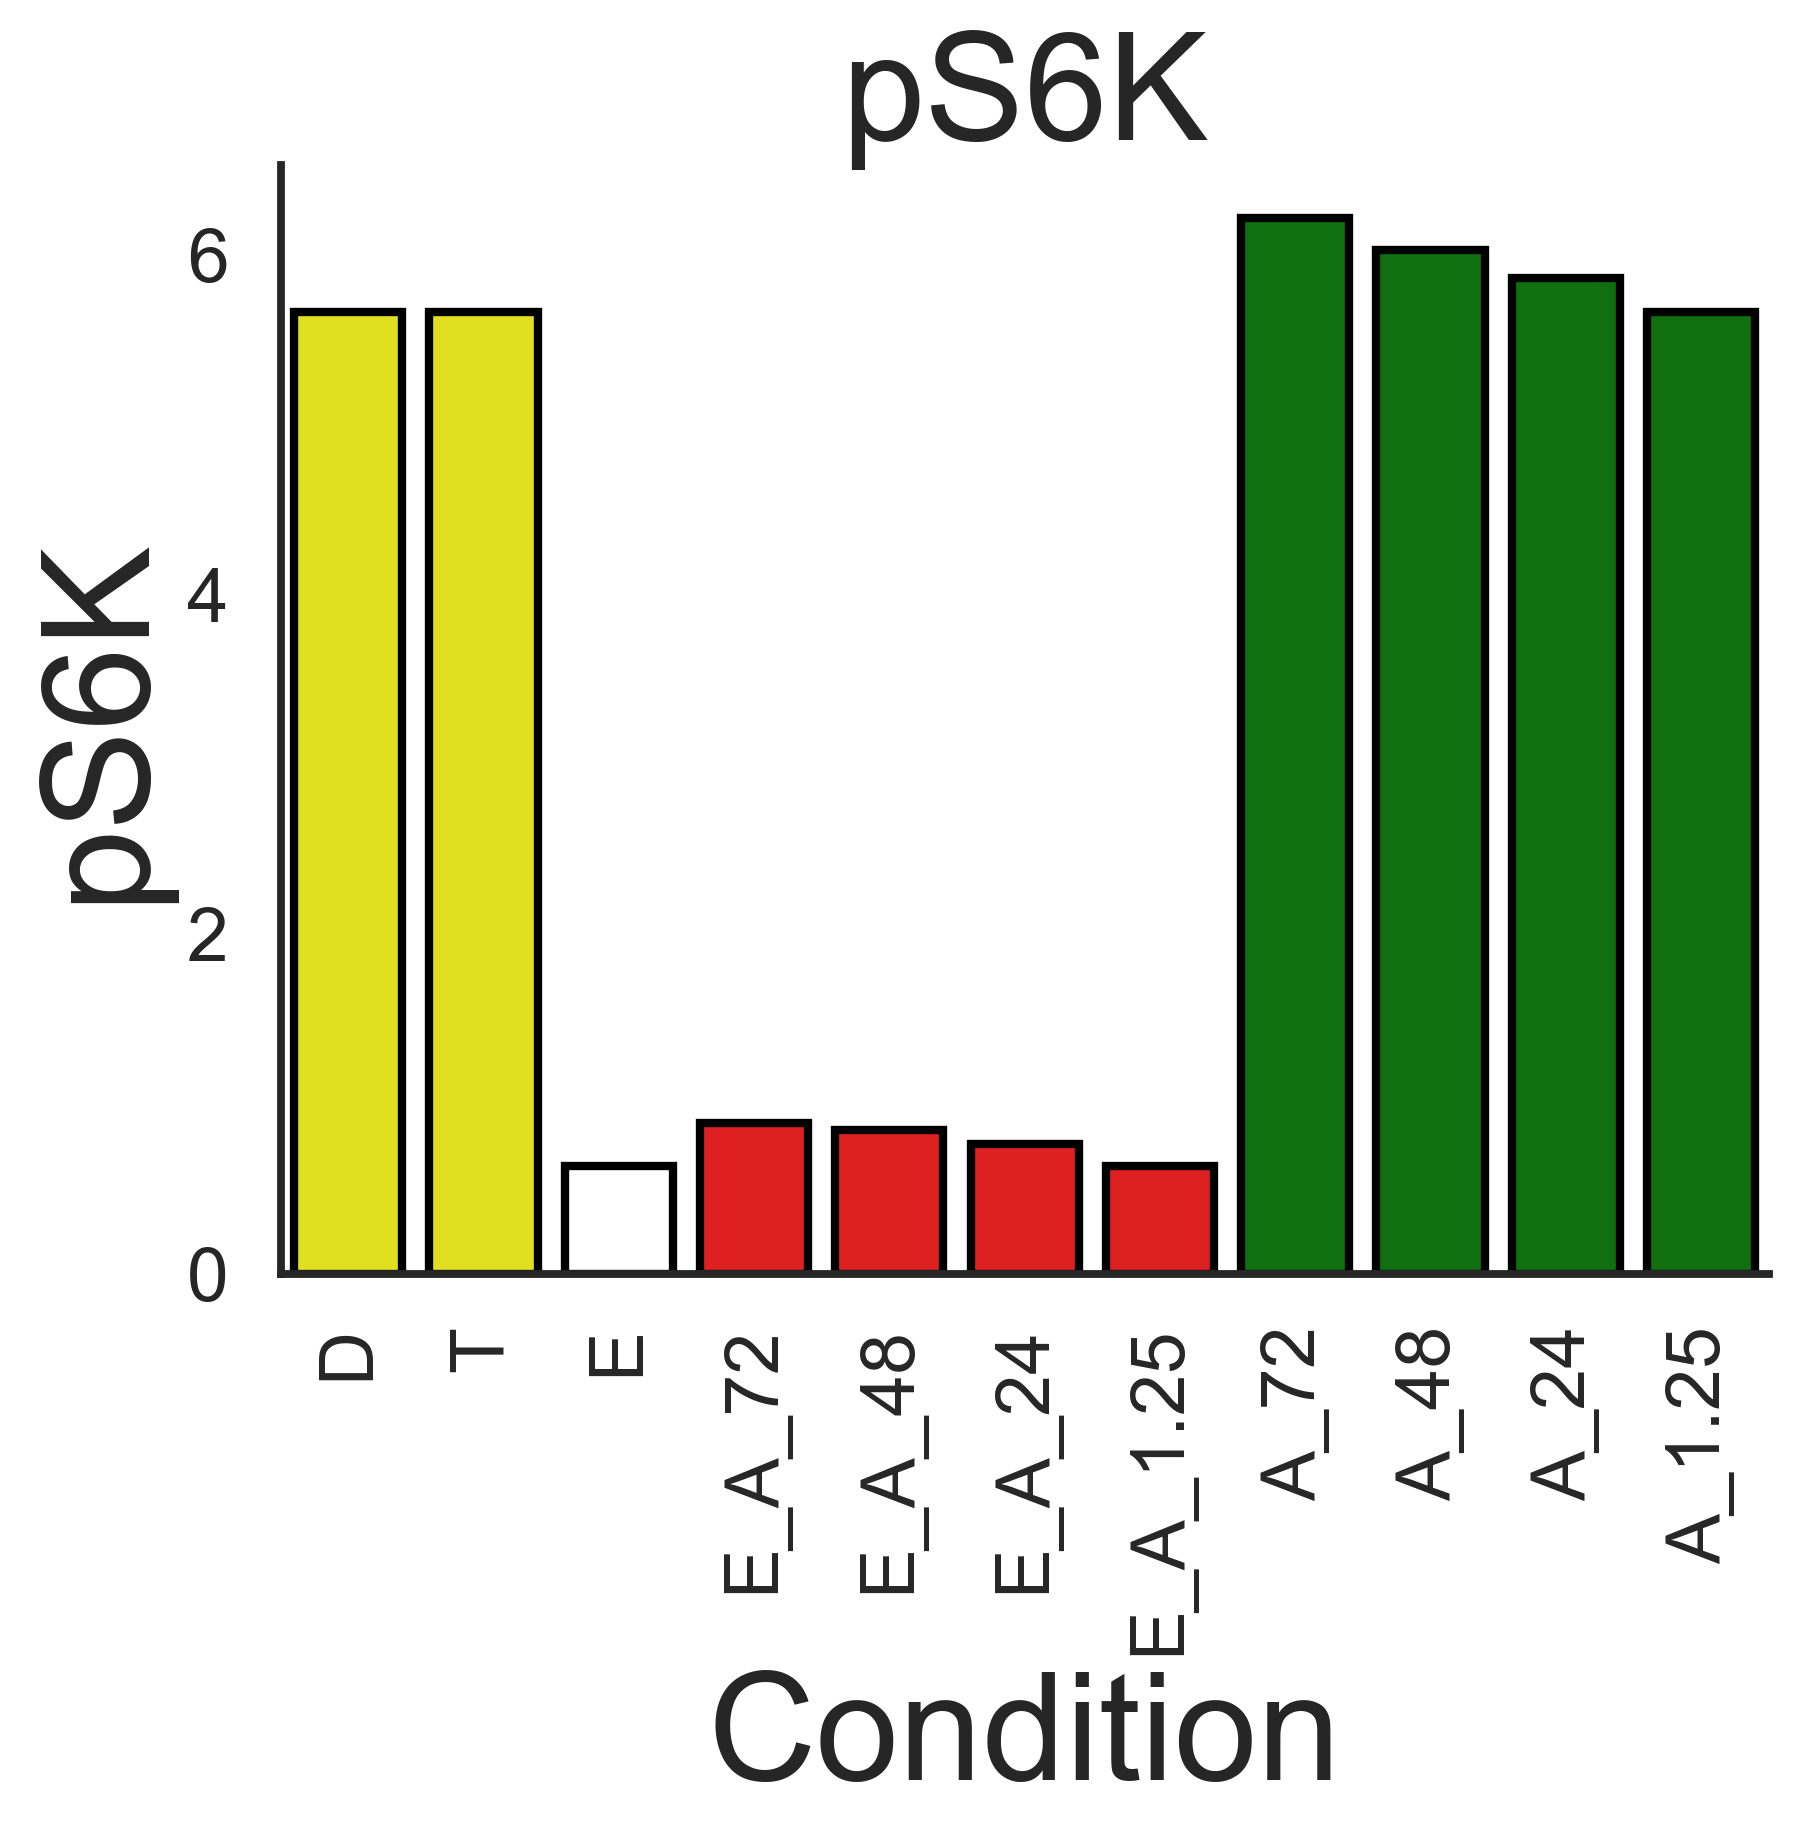 pS6K
pS6K
6
4
2
0
D
T
E
E_A_72
E_A_48
E_A_24
E_A_1.25
A_72
A_48
A_24
A_1.25
Condition